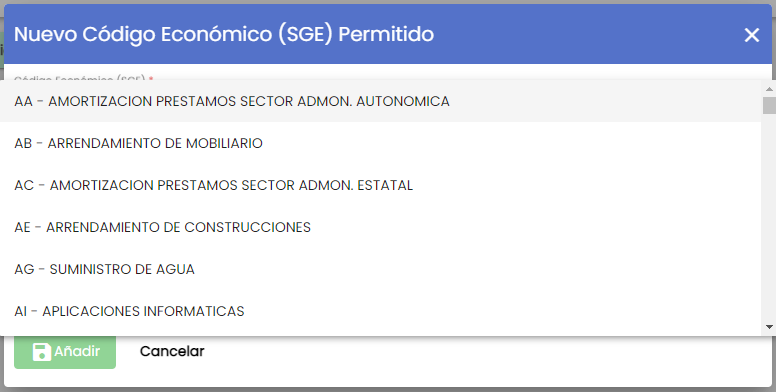 Nuevo Código Económico (SGE) Permitido
Código Económico (SGE) *
AA - AMORTIZACION PRESTAMOS SECTOR ADMON. AUTONOMICA
AB - ARRENDAMIENTO DE MOBILIARIO
AC - AMORTIZACION PRESTAMOS SECTOR ADMON. ESTATAL
AE - ARRENDAMIENTO DE CONSTRUCCIONES
AG - SUMINISTRO DE AGUA
AI - APLICACIONES INFORMATICAS
Añadir
Cancelar